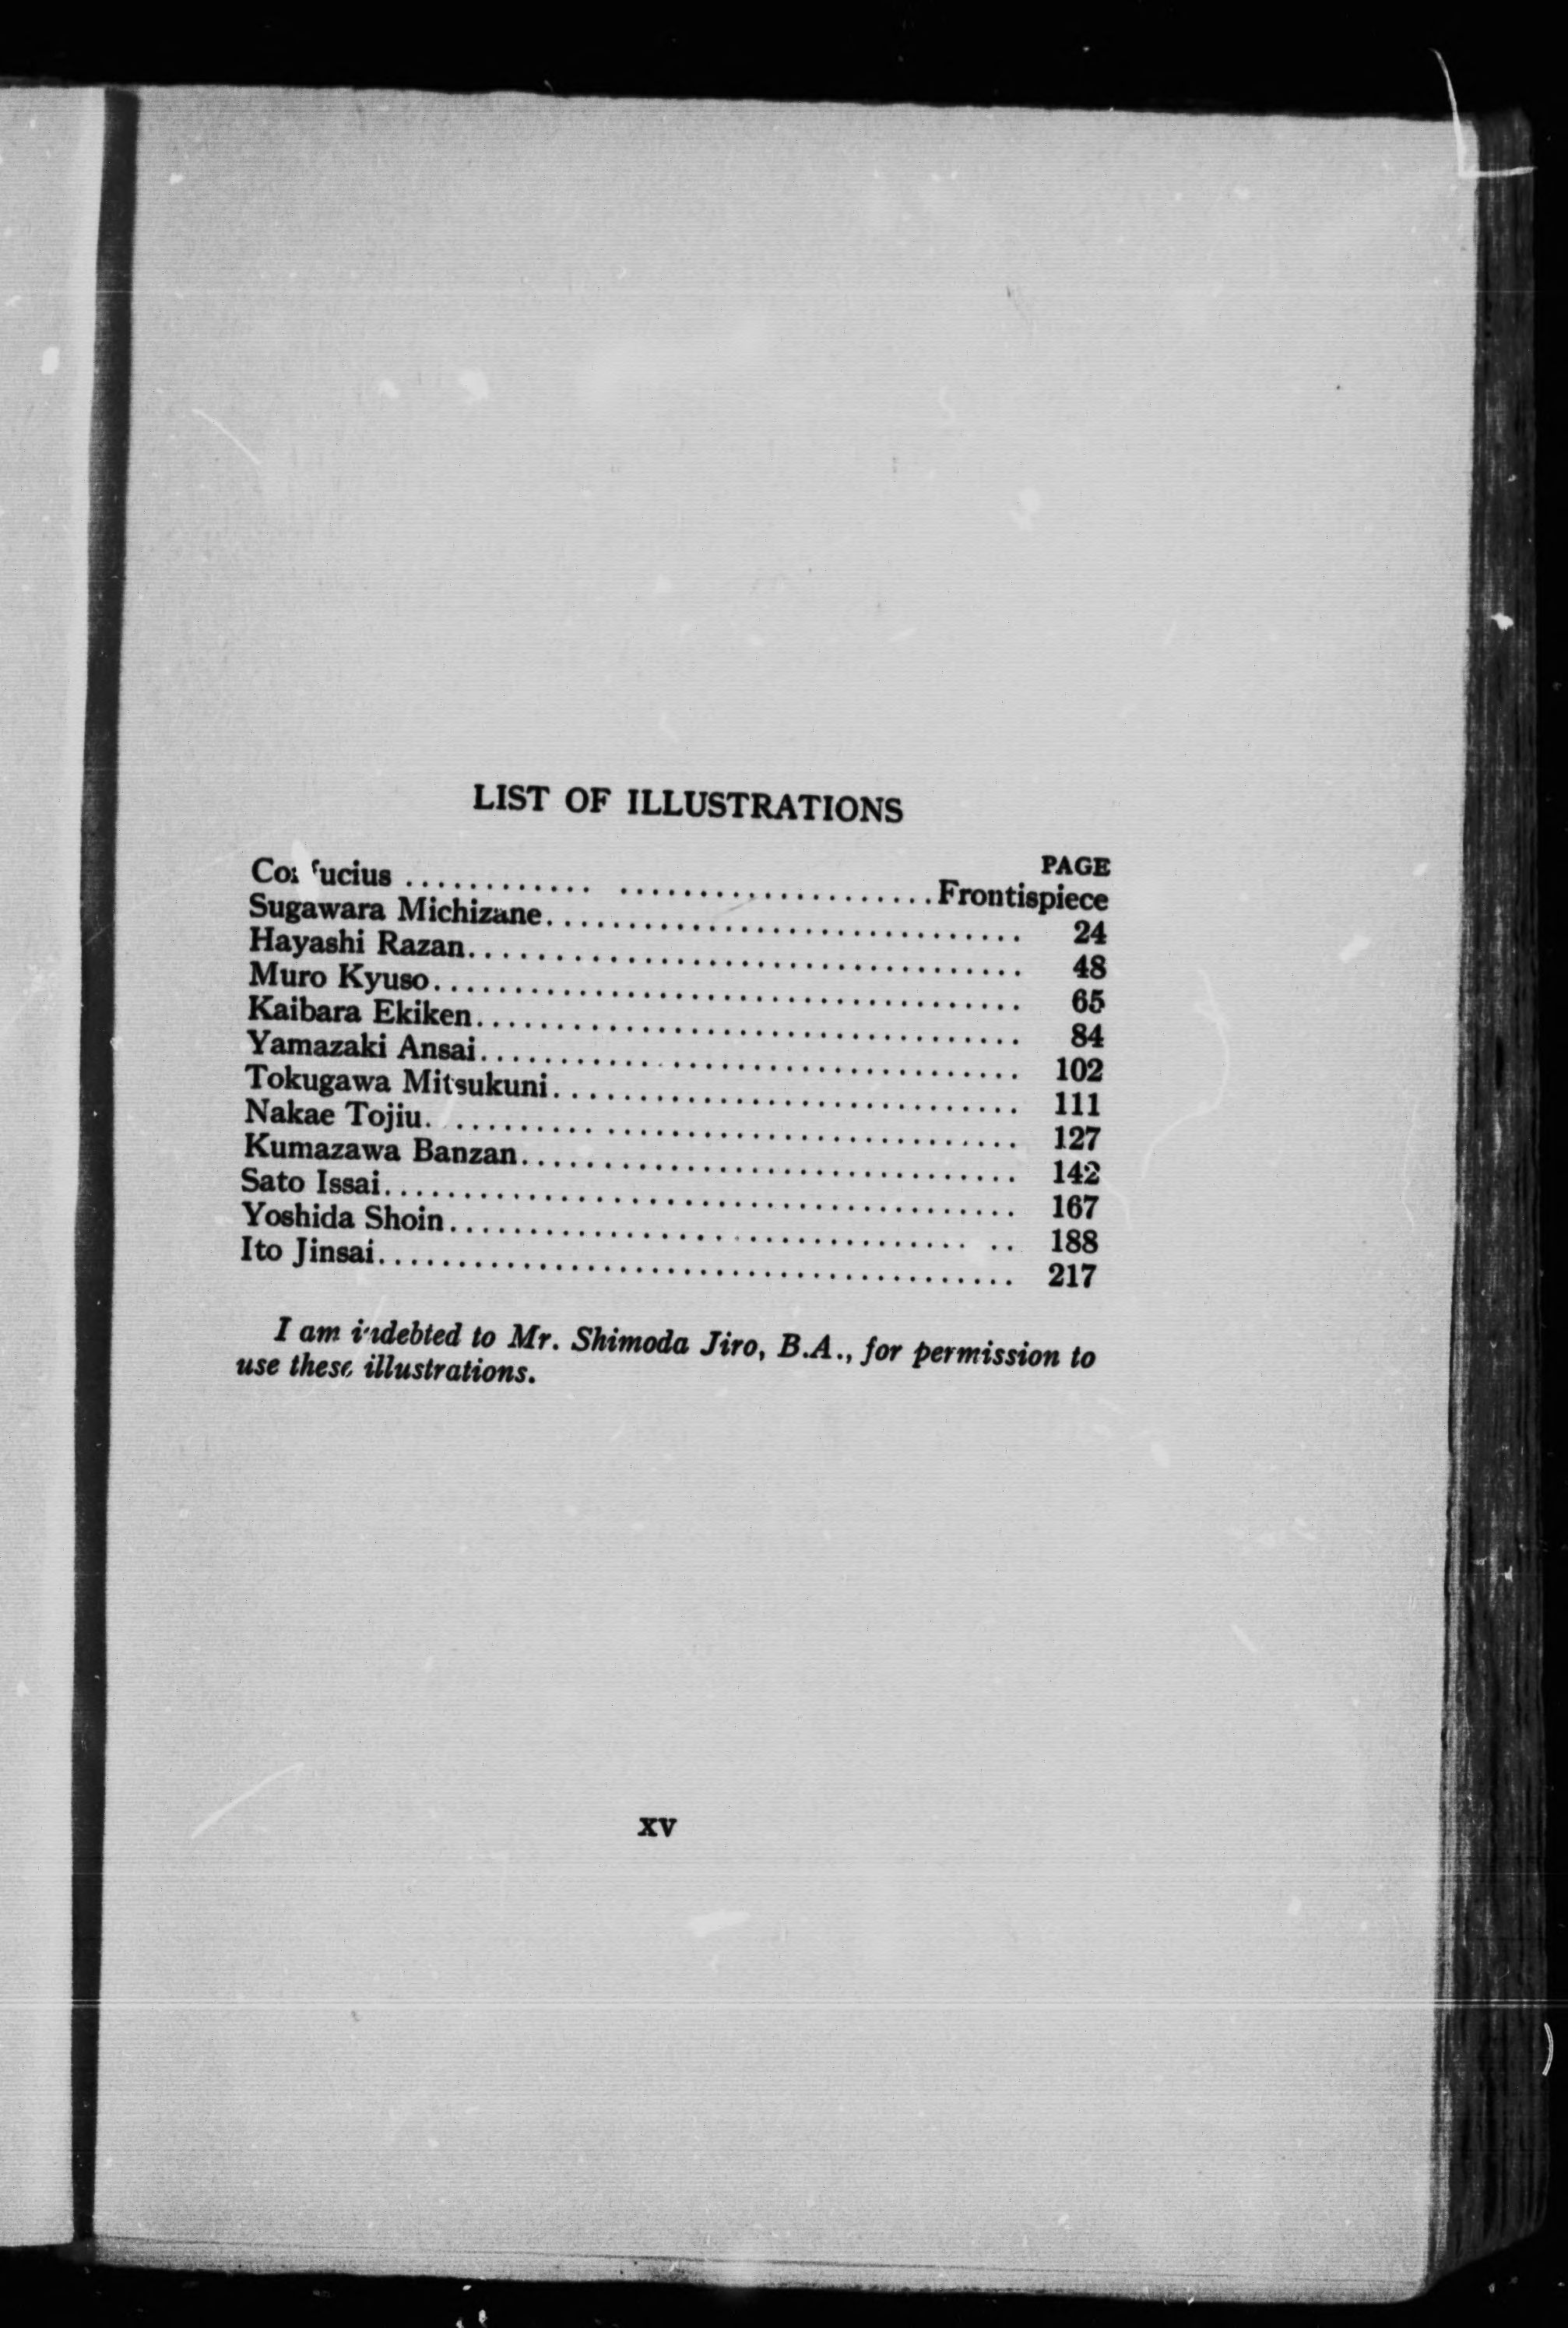 LIST OF ILLUSTRATIONS
PAGE
Confucius ............ ....................Frontispiece
Sugawara Michizane.............................. 24
Hayashi Razan................................... 48
Muro Kyuso..................................... 65
Kaibara Ekiken.................................. 84
Yamazaki Ansai.................................. 102
Tokugawa Mitsukuni............................. 111
Nakae Tojiu..................................... 127
Kumazawa Banzan................................ 142
Sato Issai........................................ 167
Yoshida Shoin................................. .. 188
Ito Jinsai........................................ 217
I am indebted to Mr. Shimoda Jiro, B.A., for permission to
use these illustrations.
xv